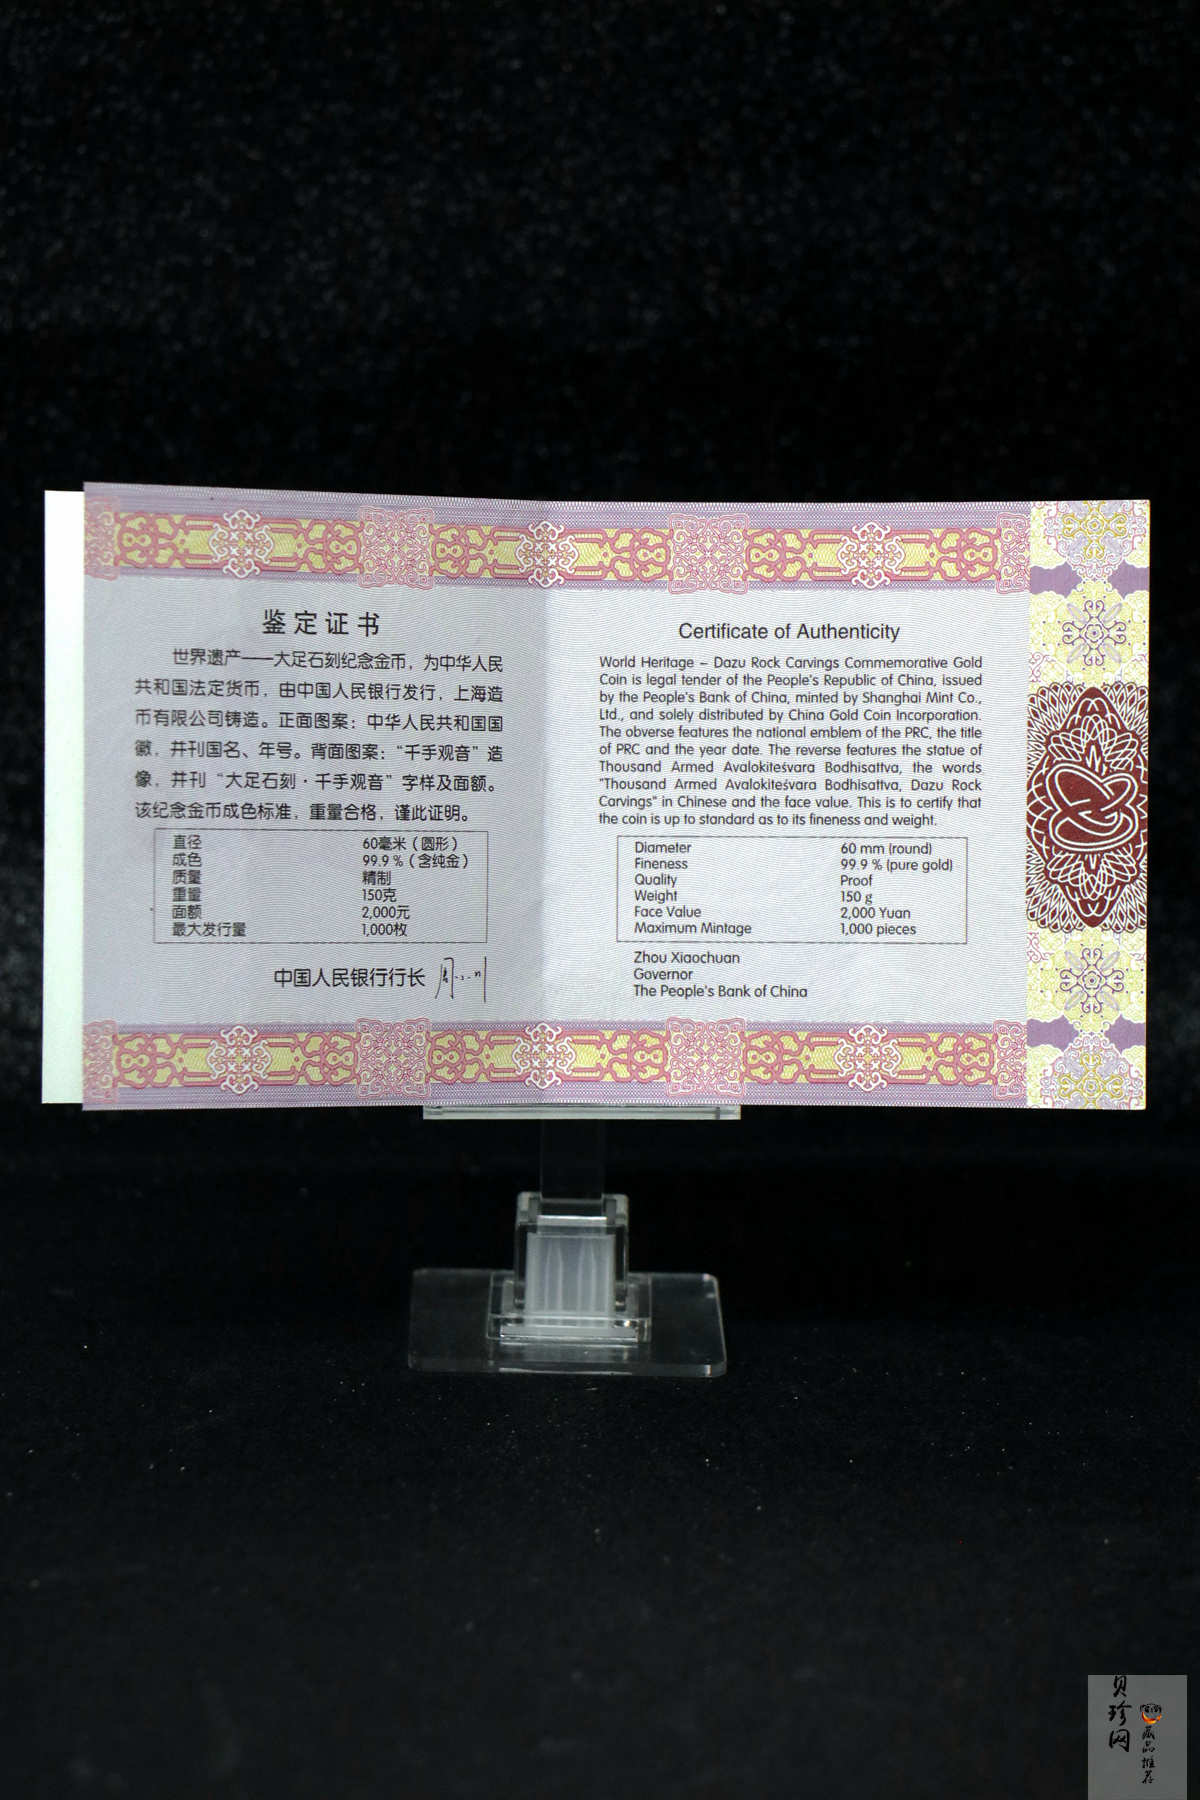 鉴定证书
世界遗产——大足石刻纪念金币，为中华人民
共和国法定货币，由中国人民银行发行，上海造
币有限公司铸造。正面图案：中华人民共和国国
徽，并刊国名、年号。背面图案：“千手观音”造
像，并刊“大足石刻·千手观音”字样及面额。
该纪念金币成色标准，重量合格，谨此证明。
直径 60毫米（圆形）
成色 99.9％（含纯金）
质量 精制
重量 150克
面额 2,000元
最大发行量 1,000枚
中国人民银行行长
Certificate of Authenticity
World Heritage – Dazu Rock Carvings Commemorative Gold
Coin is legal tender of the People's Republic of China, issued
by the People's Bank of China, minted by Shanghai Mint Co.,
Ltd., and solely distributed by China Gold Coin Incorporation.
The obverse features the national emblem of the PRC, the title
of PRC and the year date. The reverse features the statue of
Thousand Armed Avalokiteśvara Bodhisattva, the words
"Thousand Armed Avalokiteśvara Bodhisattva, Dazu Rock
Carvings" in Chinese and the face value. This is to certify that
the coin is up to standard as to its fineness and weight.
Diameter 60 mm (round)
Fineness 99.9 % (pure gold)
Quality Proof
Weight 150 g
Face Value 2,000 Yuan
Maximum Mintage 1,000 pieces
Zhou Xiaochuan
Governor
The People's Bank of China
贝珍网
藏品推荐